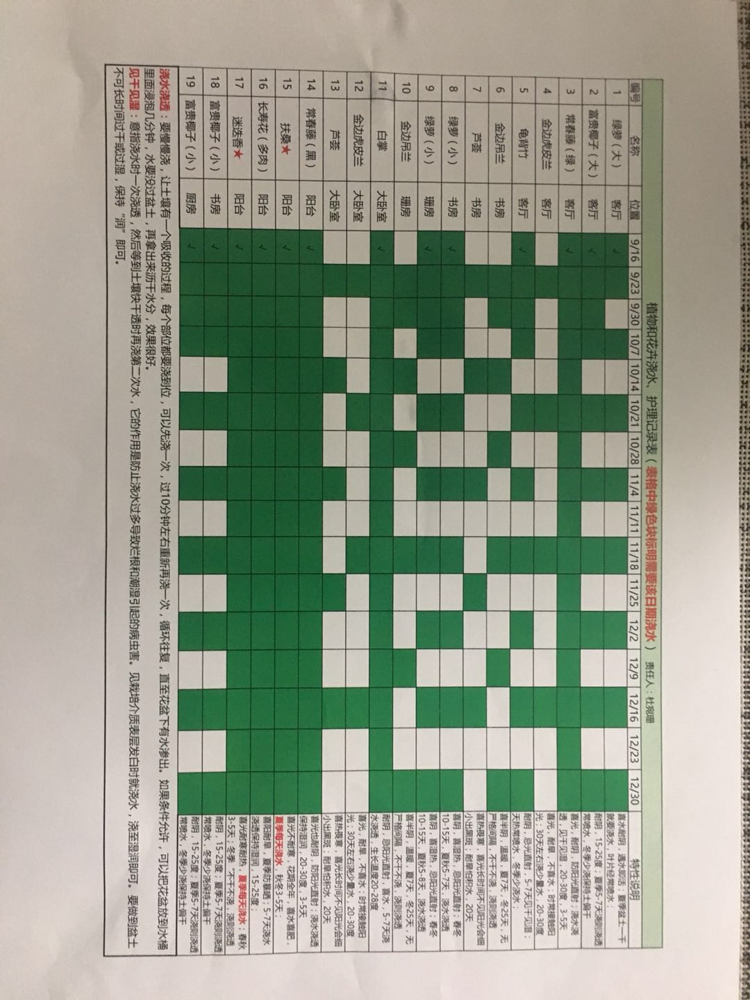 植物和花卉浇水、护理记录表（表格中绿色块标明需要该日期浇水） 责任人：杜宛珊
编号 名称 位置 9/16 9/23 9/30 10/7 10/14 10/21 10/28 11/4 11/11 11/18 11/25 12/2 12/9 12/16 12/23 12/30 特性说明
1 绿萝（大） 客厅 √ 喜水耐阴，遇水即活；夏季盆土一干
就要浇水，叶片经常喷水；
2 富贵椰子（大） 客厅 √ 耐阴，15-25度；夏季5-7天浇则浇透
常喷水，冬季少浇保持土偏干
3 常春藤（绿） 客厅 √ 喜光，耐阴，防阳光直射；浇水浇
透，见干见湿，20-30度，3-5天
4 金边虎皮兰 客厅 喜光，耐旱，不喜水；时常接触阳
光；30天左右浇少量水，20-30度
5 龟背竹 客厅 √ 耐阴，忌光直射，5-7天见干见湿；
天热常喷水，冬季少浇水；
6 金边吊兰 书房 喜半阴，温暖，夏7天，冬25天，无
严格间隔，不干不浇，浇则浇透
7 芦荟 书房 喜热畏寒，喜光长时间不见阳光会细
小出黑斑；耐旱怕积水，20天
8 绿萝（小） 书房 √ 喜阴，喜湿热，忌阳光直射；春冬
10-15天，夏秋5-7天，浇水浇透
9 绿萝（小） 珊房 √ 喜阴，喜湿热，忌阳光直射；春冬
10-15天，夏秋5-8天，浇水浇透
10 金边吊兰 珊房 喜半阴，温暖，夏7天，冬25天，无
严格间隔，不干不浇，浇则浇透
11 白掌 大卧室 √ 耐阴，忌阳光直射，喜水，5-7天浇
水浇透，生长温度20-28度
12 金边虎皮兰 大卧室 喜光，耐旱，不喜水；时常接触阳
光；30天左右浇少量水，20-30度
13 芦荟 大卧室 喜热畏寒，喜光长时间不见阳光会细
小出黑斑；耐旱怕积水，20天
14 常春藤（黑） 阳台 √ 喜光也耐阴，防阳光直射；浇水浇透
保持湿润，20-30度，3-5天
15 扶桑★ 阳台 √ 喜光不耐寒，花期全年，喜水喜肥，
夏季每天浇水，秋冬3-5天；
16 长寿花（多肉） 阳台 √ 喜阳耐旱，夏季防暴晒；5-7天浇水
浇透保持湿润，15-25度；
17 迷迭香★ 阳台 √ 喜光耐寒耐热，夏季每天浇水；春秋
3-5天；冬季“不干不浇，浇则浇透
18 富贵椰子（小） 书房 √ 耐阴，15-25度；夏季5-7天浇则浇透
常喷水，冬季少浇保持土偏干
19 富贵椰子（小） 厨房 √ 耐阴，15-25度；夏季5-7天浇则浇透
常喷水，冬季少浇保持土偏干
浇水浇透：要慢慢浇，让土壤有一个吸收的过程，每个部位都要浇到位，可以先浇一次，过10分钟左右重新再浇一次，循环往复，直至花盆下有水渗出。如果条件允许，可以把花盆放到水桶
里面浸泡几分钟，水要没过盆土，再拿出来沥干水分，效果很好。
见干见湿：意指浇水时一次浇透，然后等到土壤快干透时再浇第二次水，它的作用是防止浇水过多导致烂根和潮湿引起的病虫害。见栽培介质表层发白时就浇水，浇至湿润即可。要做到盆土
不可长时间过干或过湿，保持“润”即可。